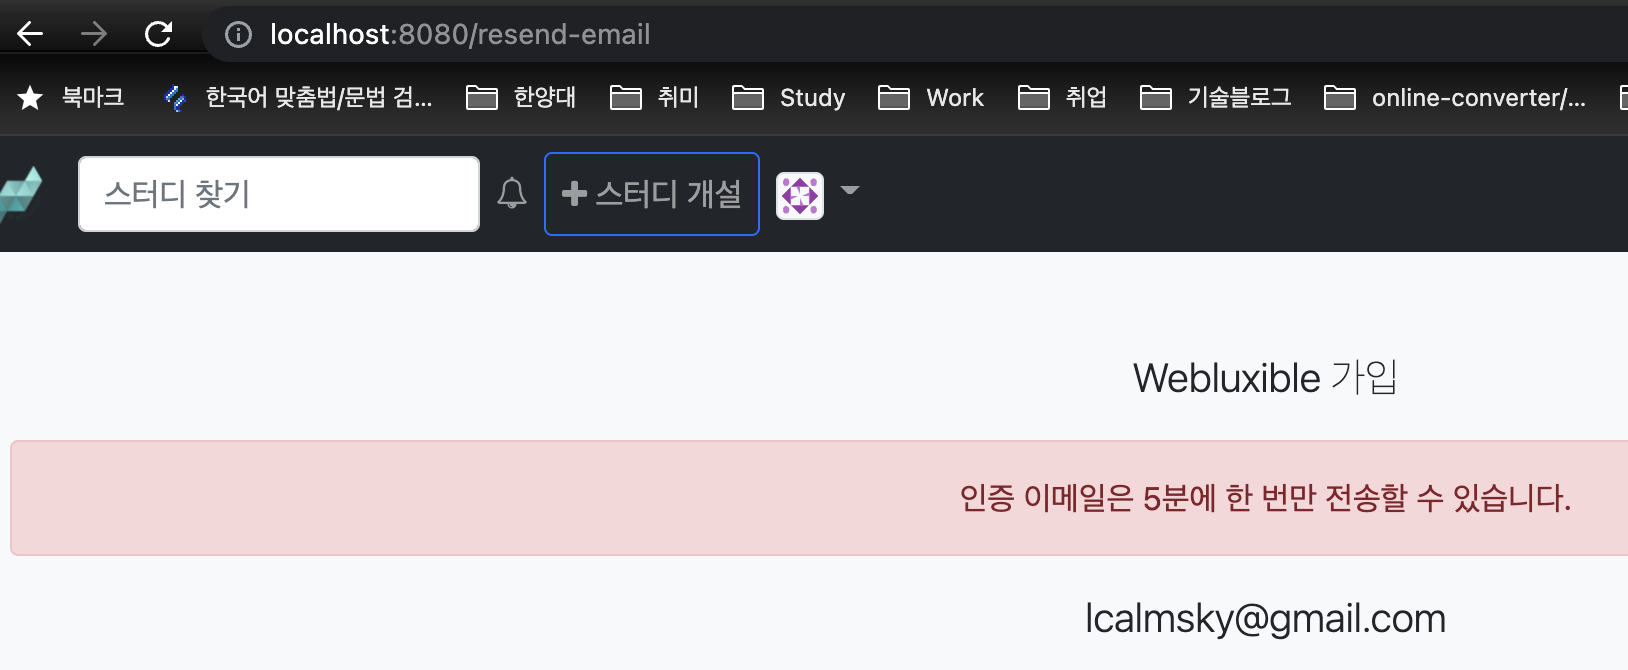 localhost:8080/resend-email
북마크 한국어 맞춤법/문법 검... 한양대 취미 Study Work 취업 기술블로그 online-converter/...
스터디 찾기 스터디 개설
Webluxible 가입
인증 이메일은 5분에 한 번만 전송할 수 있습니다.
lcalmsky@gmail.com